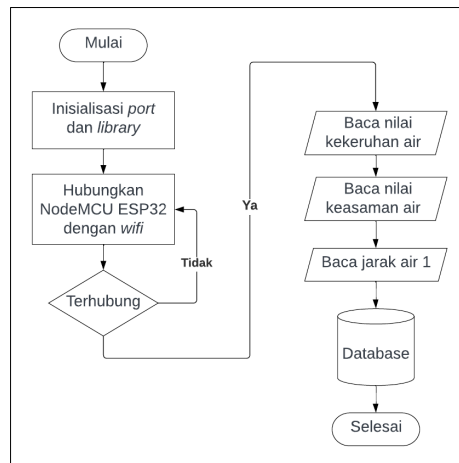 Mulai
Inisialisasi port
dan library
Hubungkan
NodeMCU ESP32
dengan wifi
Tidak
Terhubung
Ya
Baca nilai
kekeruhan air
Baca nilai
keasaman air
Baca jarak air 1
Database
Selesai